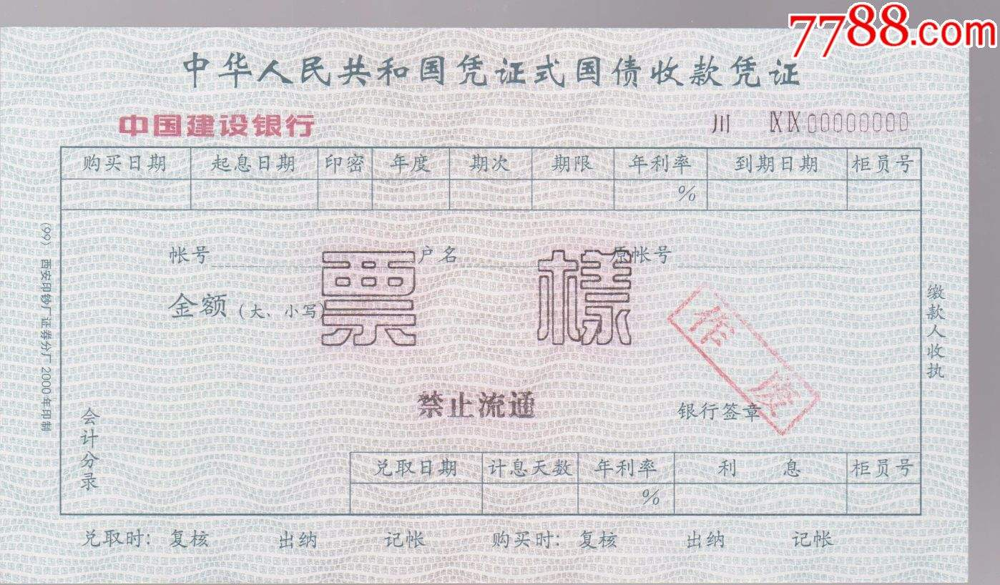 7788.com
中华人民共和国凭证式国债收款凭证
中国建设银行
川 IXIX00000000
购买日期 起息日期 印密 年度 期次 期限 年利率 到期日期 柜员号
%
帐号 户名 原帐号
票樣
金额（大、小写）
作废
禁止流通
银行签章
会计分录
兑取日期 计息天数 年利率 利息 柜员号
%
兑取时：复核 出纳 记帐 购买时：复核 出纳 记帐
(99) 西安印钞厂证券分厂 2000年印制
缴款人收执